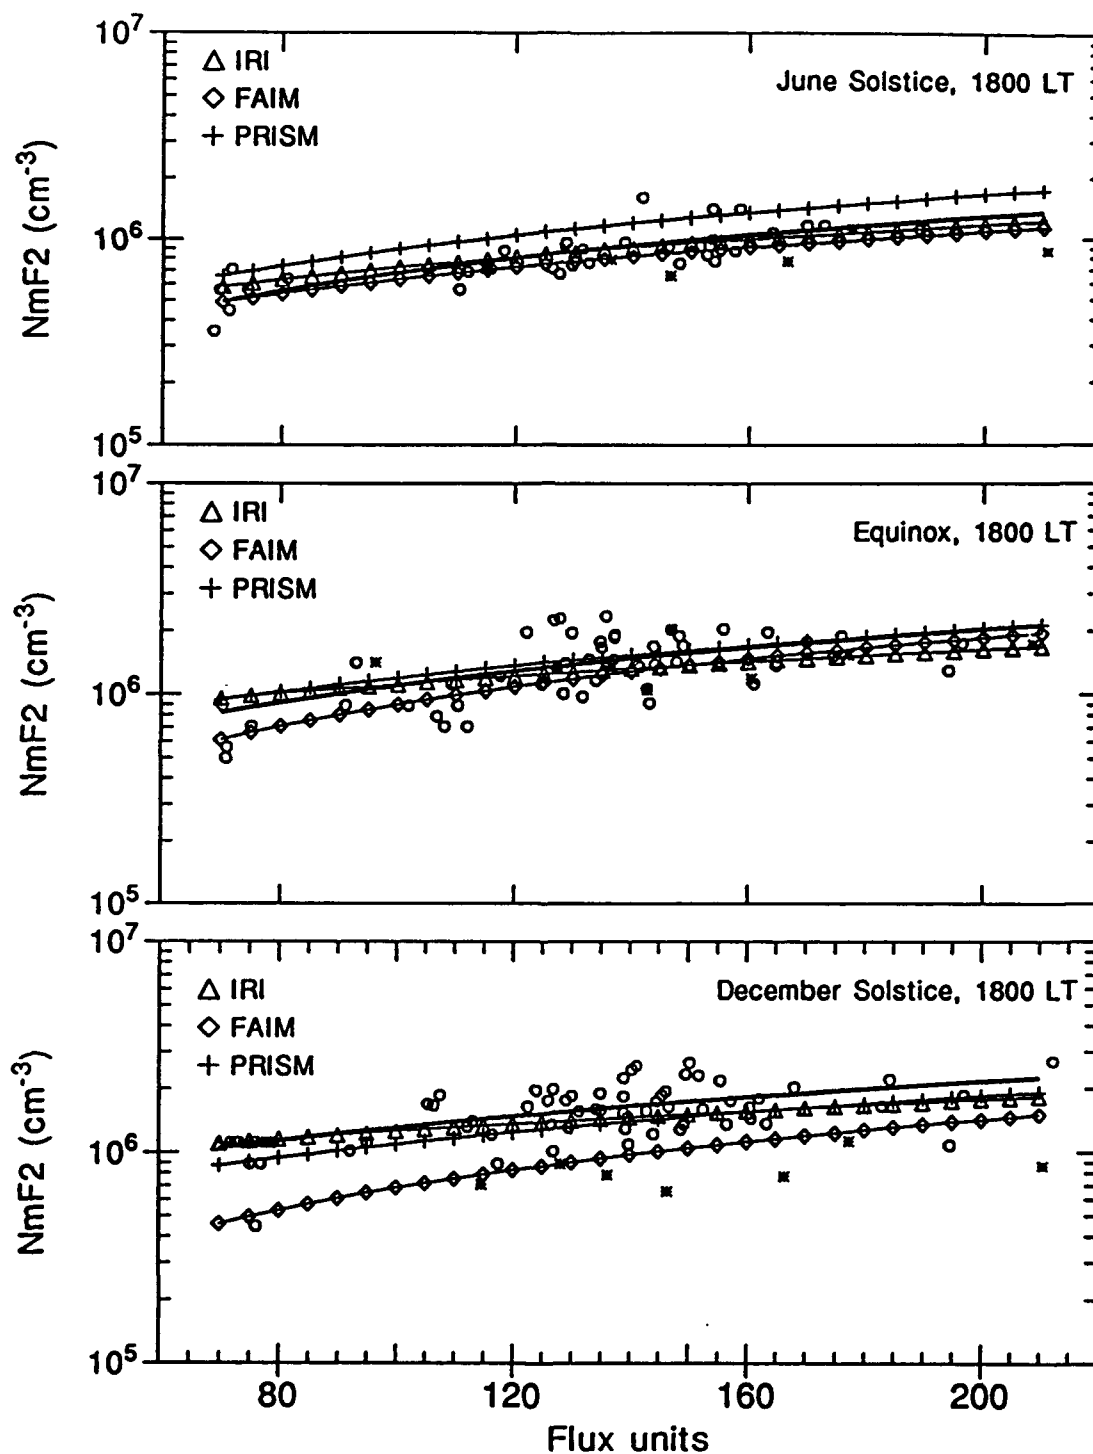 10^7
△ IRI
June Solstice, 1800 LT
◇ FAIM
+ PRISM
NmF2 (cm^-3)
10^6
10^5
10^7
△ IRI
Equinox, 1800 LT
◇ FAIM
+ PRISM
NmF2 (cm^-3)
10^6
10^5
10^7
△ IRI
December Solstice, 1800 LT
◇ FAIM
+ PRISM
NmF2 (cm^-3)
10^6
10^5
80 120 160 200
Flux units